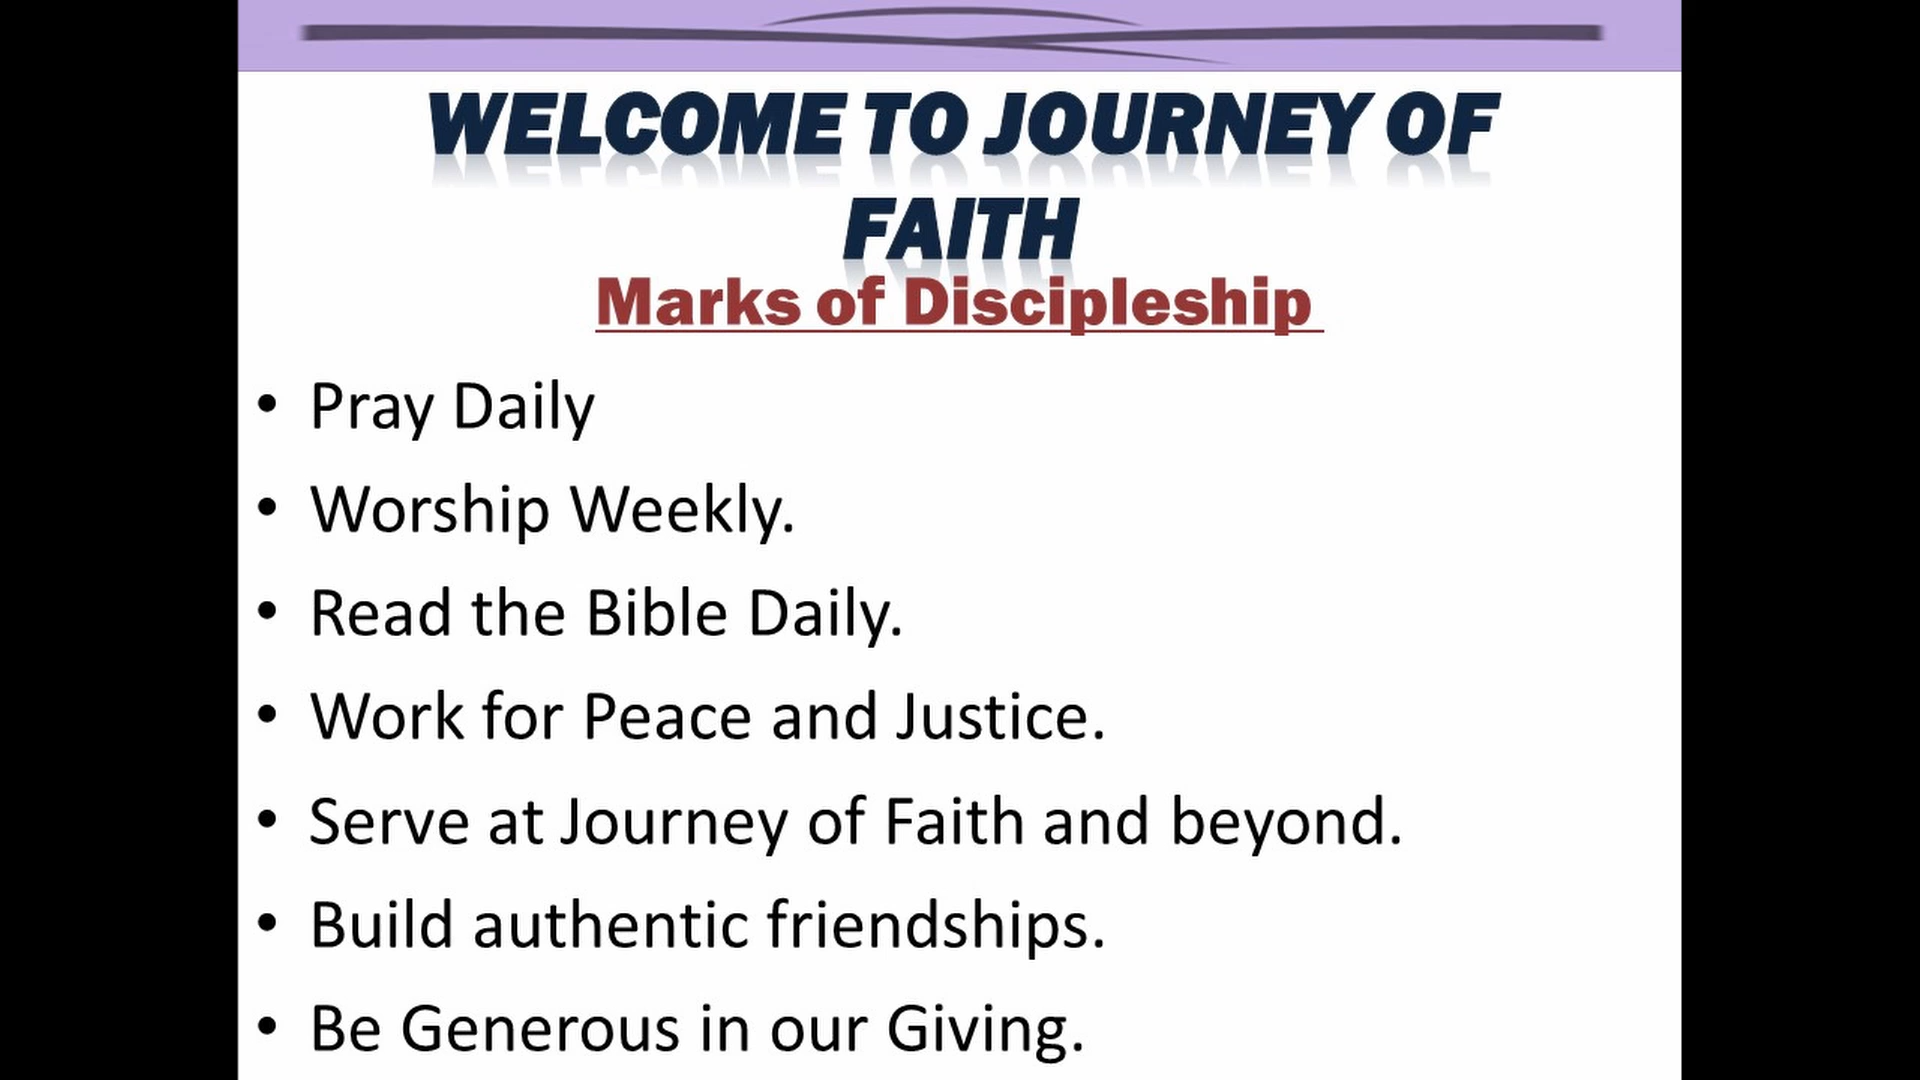 WELCOME TO JOURNEY OF
FAITH
Marks of Discipleship
• Pray Daily
• Worship Weekly.
• Read the Bible Daily.
• Work for Peace and Justice.
• Serve at Journey of Faith and beyond.
• Build authentic friendships.
• Be Generous in our Giving.